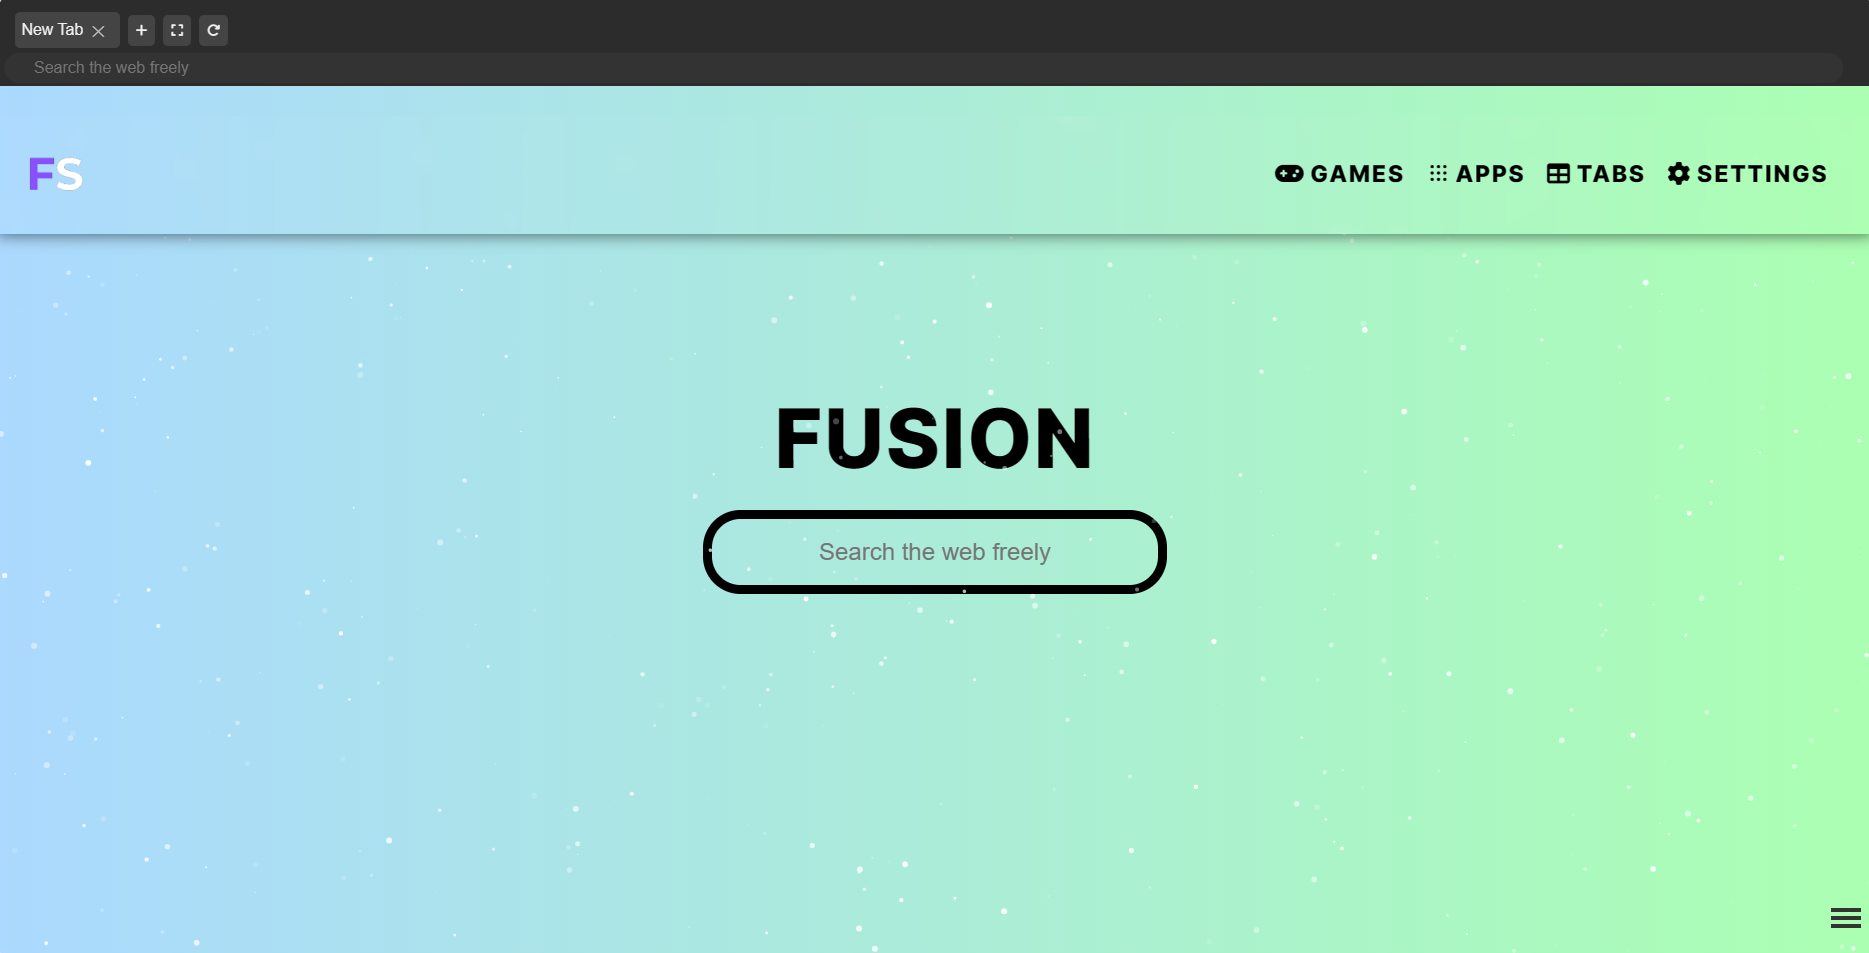 New Tab
Search the web freely
FS
GAMES APPS TABS SETTINGS
FUSION
Search the web freely